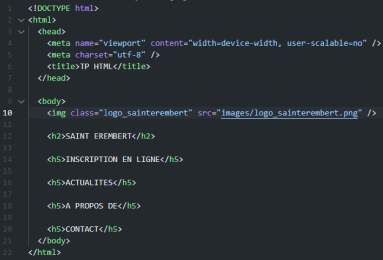 1 <!DOCTYPE html>
2 <html>
3 <head>
4 <meta name="viewport" content="width=device-width, user-scalable=no" />
5 <meta charset="utf-8" />
6 <title>TP HTML</title>
7 </head>
8
9 <body>
10 <img class="logo_sainterembert" src="images/logo_sainterembert.png" />
11
12 <h2>SAINT EREMBERT</h2>
13
14 <h5>INSCRIPTION EN LIGNE</h5>
15
16 <h5>ACTUALITES</h5>
17
18 <h5>A PROPOS DE</h5>
19
20 <h5>CONTACT</h5>
21 </body>
22 </html>